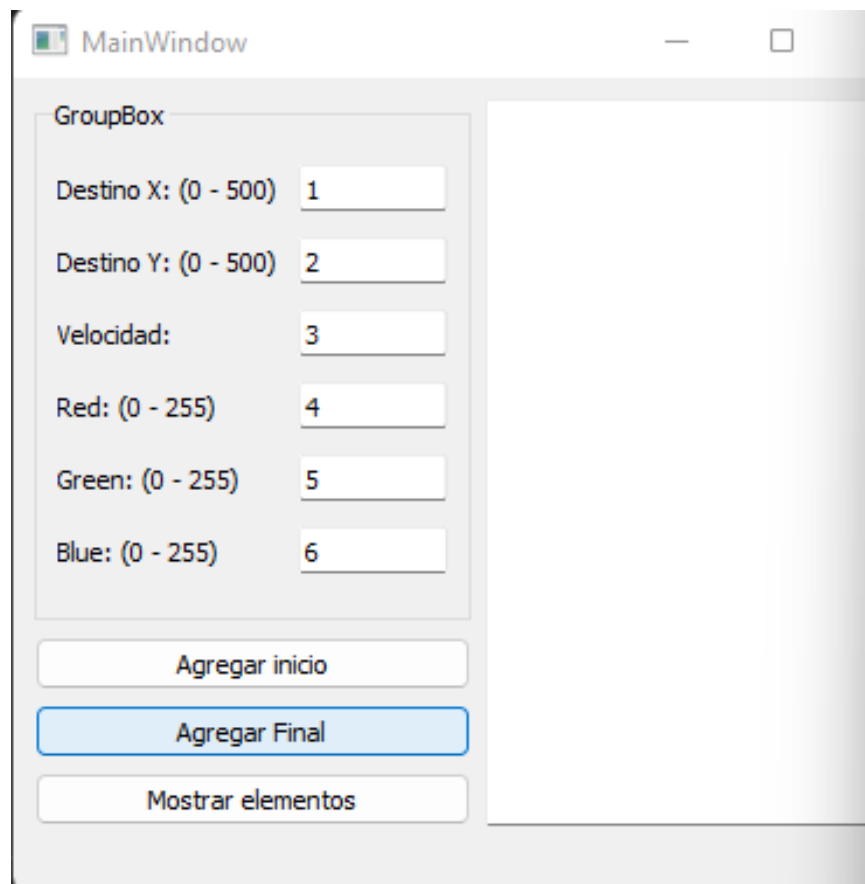 MainWindow
GroupBox
Destino X: (0 - 500) 1
Destino Y: (0 - 500) 2
Velocidad: 3
Red: (0 - 255) 4
Green: (0 - 255) 5
Blue: (0 - 255) 6
Agregar inicio
Agregar Final
Mostrar elementos